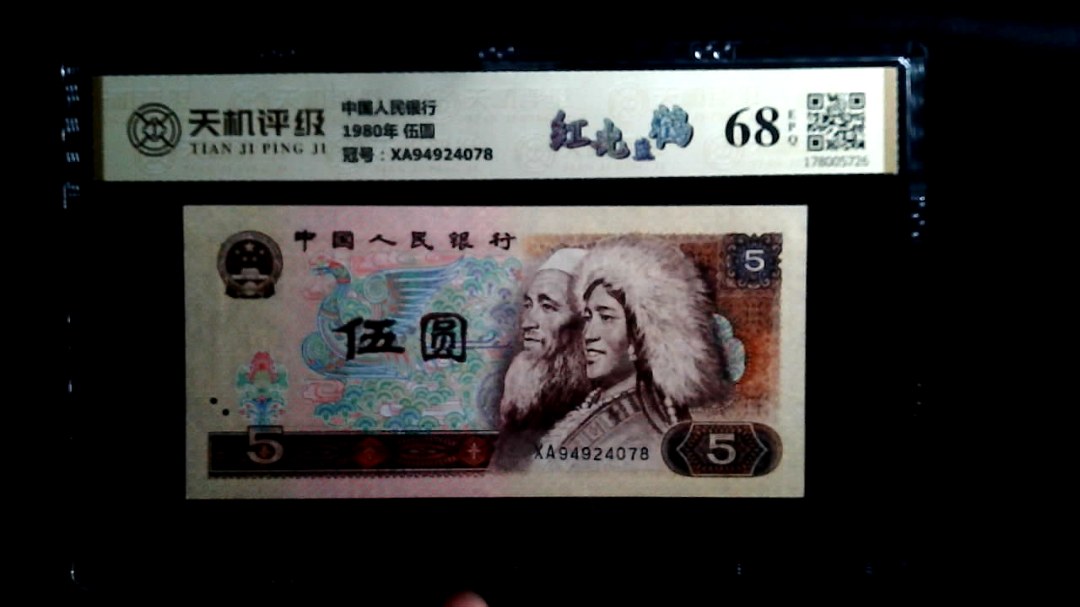 天机评级
TIAN JI PING JI
中国人民银行
1980年 伍圆
冠号：XA94924078
红光血鹤
68
EPQ
178005726
中国人民银行
5
伍圆
5
XA94924078
5